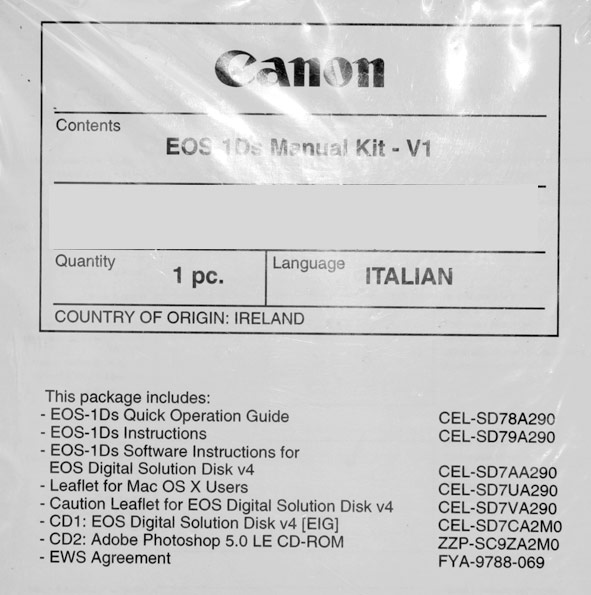 Canon
Contents
EOS 1Ds Manual Kit - V1
Quantity
1 pc.
Language
ITALIAN
COUNTRY OF ORIGIN: IRELAND
This package includes:
- EOS-1Ds Quick Operation Guide CEL-SD78A290
- EOS-1Ds Instructions CEL-SD79A290
- EOS-1Ds Software Instructions for
EOS Digital Solution Disk v4 CEL-SD7AA290
- Leaflet for Mac OS X Users CEL-SD7UA290
- Caution Leaflet for EOS Digital Solution Disk v4 CEL-SD7VA290
- CD1: EOS Digital Solution Disk v4 [EIG] CEL-SD7CA2M0
- CD2: Adobe Photoshop 5.0 LE CD-ROM ZZP-SC9ZA2M0
- EWS Agreement FYA-9788-069